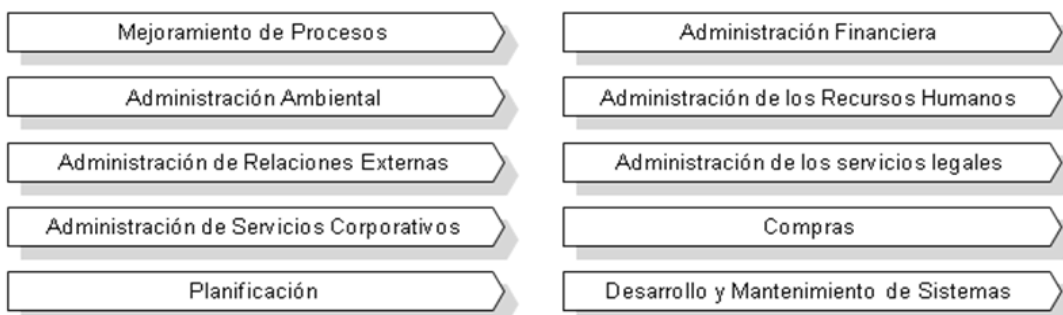 Mejoramiento de Procesos
Administración Ambiental
Administración de Relaciones Externas
Administración de Servicios Corporativos
Planificación
Administración Financiera
Administración de los Recursos Humanos
Administración de los servicios legales
Compras
Desarrollo y Mantenimiento de Sistemas